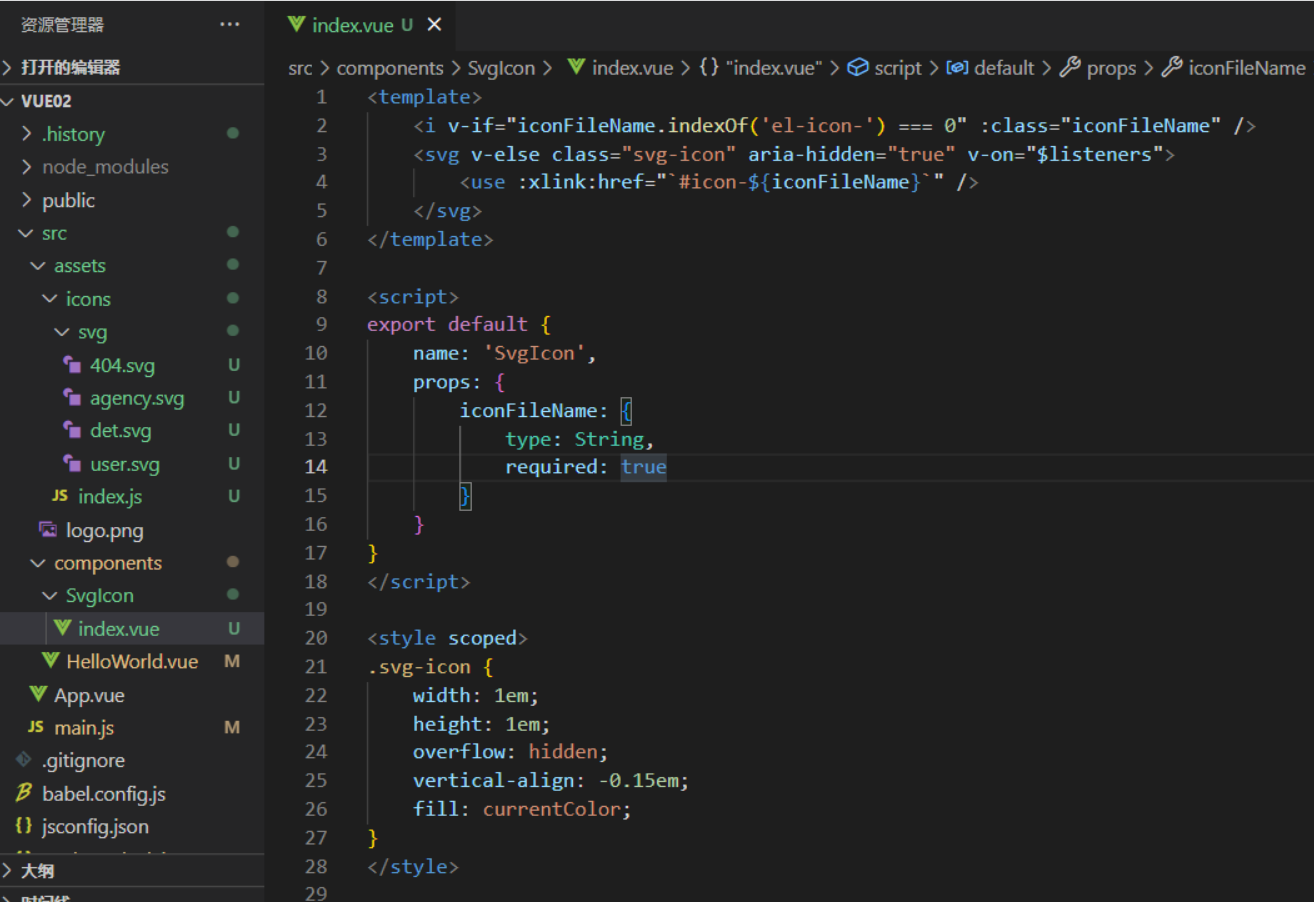 资源管理器 ···
打开的编辑器
VUE02
.history
node_modules
public
src
assets
icons
svg
404.svg U
agency.svg U
det.svg U
user.svg U
JS index.js U
logo.png
components
SvgIcon
index.vue U
HelloWorld.vue M
App.vue
JS main.js M
.gitignore
babel.config.js
{} jsconfig.json
大纲
时间线
index.vue U ×
src > components > SvgIcon > index.vue > {} "index.vue" > script > default > props > iconFileName
1 <template>
2 <i v-if="iconFileName.indexOf('el-icon-') === 0" :class="iconFileName" />
3 <svg v-else class="svg-icon" aria-hidden="true" v-on="$listeners">
4 <use :xlink:href="`#icon-${iconFileName}`" />
5 </svg>
6 </template>
7
8 <script>
9 export default {
10 name: 'SvgIcon',
11 props: {
12 iconFileName: {
13 type: String,
14 required: true
15 }
16 }
17 }
18 </script>
19
20 <style scoped>
21 .svg-icon {
22 width: 1em;
23 height: 1em;
24 overflow: hidden;
25 vertical-align: -0.15em;
26 fill: currentColor;
27 }
28 </style>
29